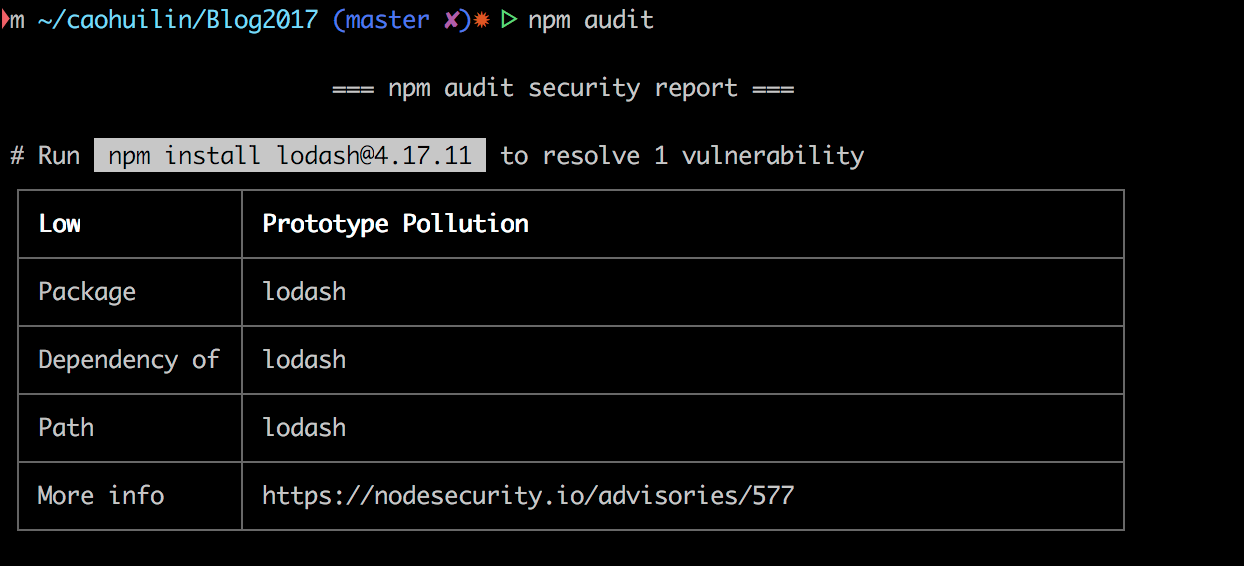 m ~/caohuilin/Blog2017 (master ✘)✹ ▷ npm audit
=== npm audit security report ===
# Run npm install lodash@4.17.11 to resolve 1 vulnerability
Low Prototype Pollution
Package lodash
Dependency of lodash
Path lodash
More info https://nodesecurity.io/advisories/577